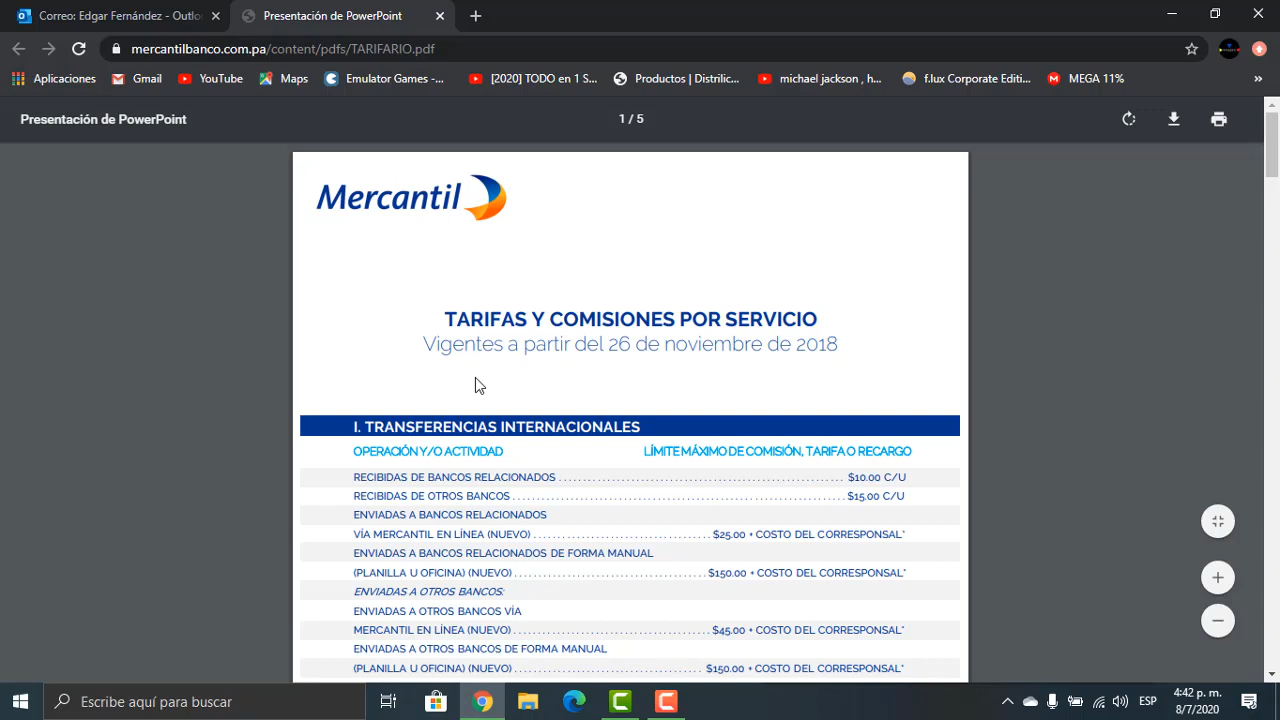 Correo: Edgar Fernández - Outlo
Presentación de PowerPoint
mercantilbanco.com.pa/content/pdfs/TARIFARIO.pdf
Aplicaciones
Gmail
YouTube
Maps
Emulator Games -...
[2020] TODO en 1 S...
Productos | Distrilic...
michael jackson , h...
f.lux Corporate Editi...
MEGA 11%
»
Presentación de PowerPoint
1 / 5
Mercantil
TARIFAS Y COMISIONES POR SERVICIO
Vigentes a partir del 26 de noviembre de 2018
I. TRANSFERENCIAS INTERNACIONALES
OPERACIÓN Y/O ACTIVIDAD LÍMITE MÁXIMO DE COMISIÓN, TARIFA O RECARGO
RECIBIDAS DE BANCOS RELACIONADOS ........................................................ $10.00 C/U
RECIBIDAS DE OTROS BANCOS ................................................................. $15.00 C/U
ENVIADAS A BANCOS RELACIONADOS
VÍA MERCANTIL EN LÍNEA (NUEVO) ................................... $25.00 + COSTO DEL CORRESPONSAL*
ENVIADAS A BANCOS RELACIONADOS DE FORMA MANUAL
(PLANILLA U OFICINA) (NUEVO) ...................................... $150.00 + COSTO DEL CORRESPONSAL*
ENVIADAS A OTROS BANCOS:
ENVIADAS A OTROS BANCOS VÍA
MERCANTIL EN LÍNEA (NUEVO) ....................................... $45.00 + COSTO DEL CORRESPONSAL*
ENVIADAS A OTROS BANCOS DE FORMA MANUAL
(PLANILLA U OFICINA) (NUEVO) ..................................... $150.00 + COSTO DEL CORRESPONSAL*
Escribe aquí para buscar
ESP
4:42 p. m.
8/7/2020